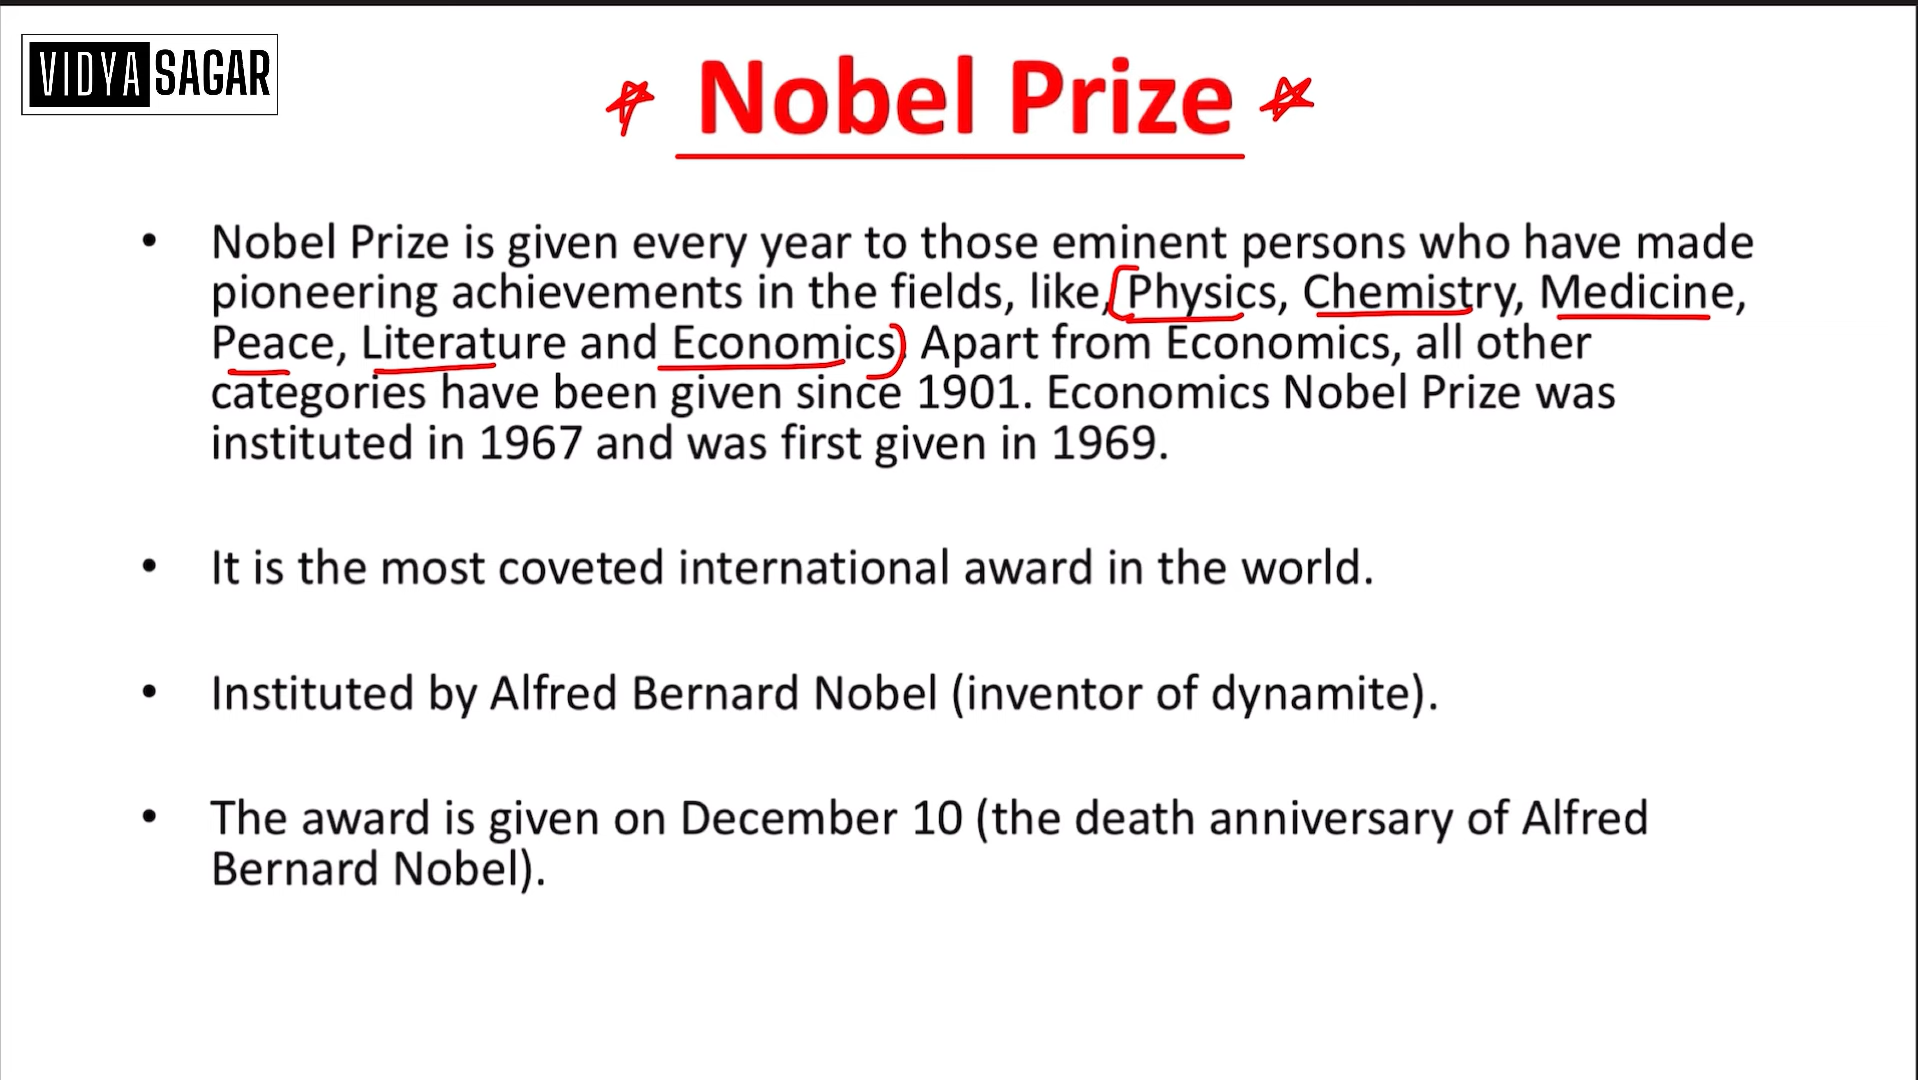 VIDYASAGAR
Nobel Prize
• Nobel Prize is given every year to those eminent persons who have made
pioneering achievements in the fields, like, Physics, Chemistry, Medicine,
Peace, Literature and Economics. Apart from Economics, all other
categories have been given since 1901. Economics Nobel Prize was
instituted in 1967 and was first given in 1969.
• It is the most coveted international award in the world.
• Instituted by Alfred Bernard Nobel (inventor of dynamite).
• The award is given on December 10 (the death anniversary of Alfred
Bernard Nobel).